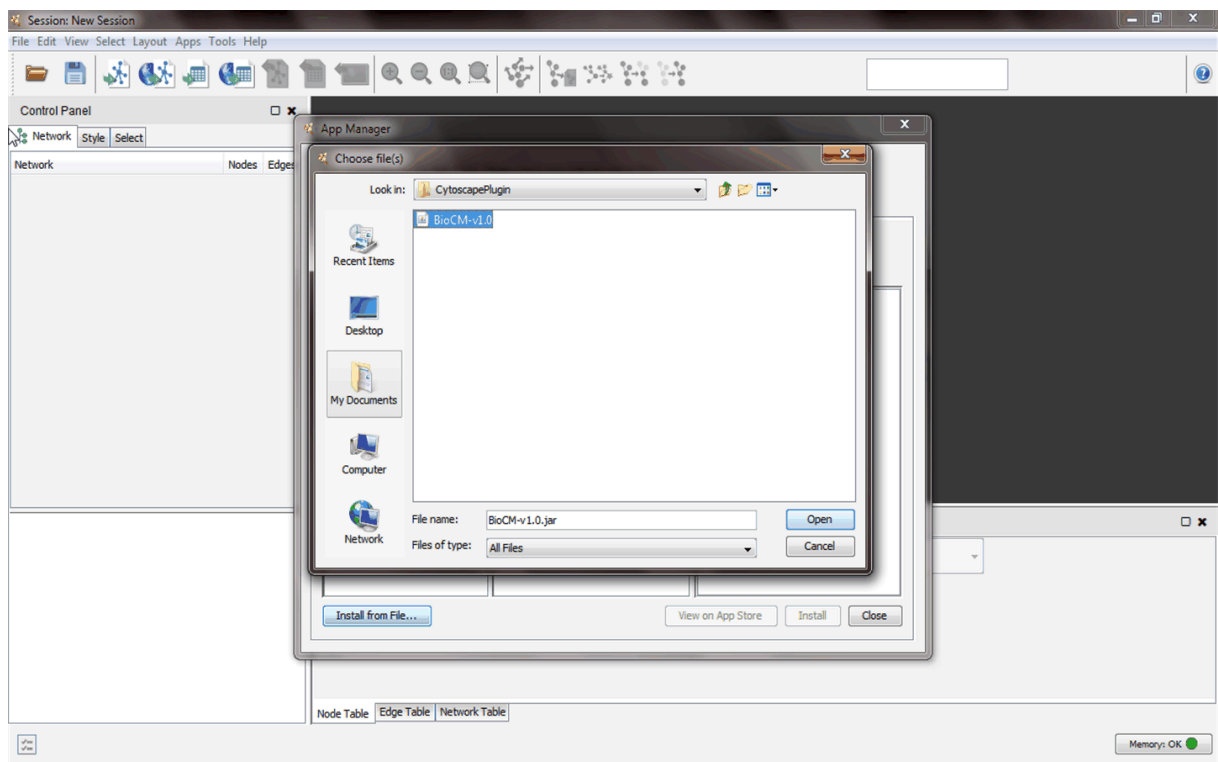 Session: New Session
File Edit View Select Layout Apps Tools Help
Control Panel
Network Style Select
Network Nodes Edges
App Manager
Choose file(s)
Look in: CytoscapePlugin
BioCM-v1.0
Recent Items
Desktop
My Documents
Computer
Network
File name: BioCM-v1.0.jar Open
Files of type: All Files Cancel
Install from File... View on App Store Install Close
Node Table Edge Table Network Table
Memory: OK